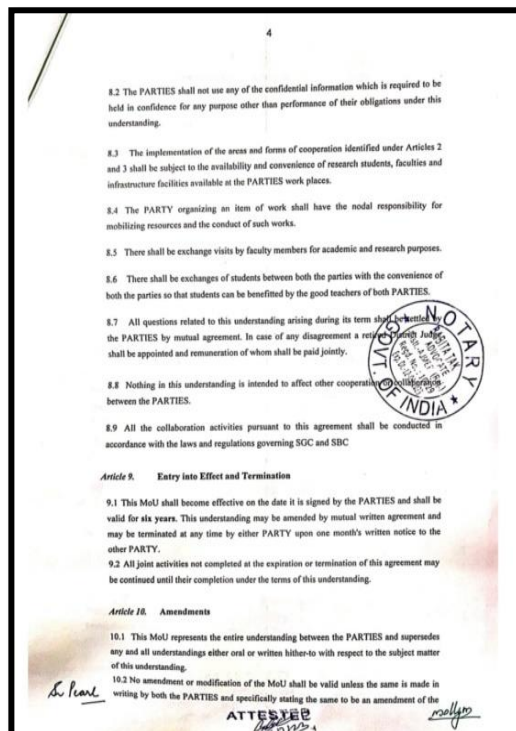 4
8.2 The PARTIES shall not use any of the confidential information which is required to be
held in confidence for any purpose other than performance of their obligations under this
understanding.
8.3 The implementation of the areas and forms of cooperation identified under Articles 2
and 3 shall be subject to the availability and convenience of research students, faculties and
infrastructure facilities available at the PARTIES work places.
8.4 The PARTY organizing an item of work shall have the nodal responsibility for
mobilizing resources and the conduct of such works.
8.5 There shall be exchange visits by faculty members for academic and research purposes.
8.6 There shall be exchanges of students between both the parties with the convenience of
both the parties so that students can be benefitted by the good teachers of both PARTIES.
8.7 All questions related to this understanding arising during its term shall be settled by
the PARTIES by mutual agreement. In case of any disagreement a retired District Judge
shall be appointed and remuneration of whom shall be paid jointly.
8.8 Nothing in this understanding is intended to affect other cooperation or collaboration
between the PARTIES.
8.9 All the collaboration activities pursuant to this agreement shall be conducted in
accordance with the laws and regulations governing SGC and SBC
NOTARY
ADVOCATE
GOVT. OF INDIA
Article 9. Entry into Effect and Termination
9.1 This MoU shall become effective on the date it is signed by the PARTIES and shall be
valid for six years. This understanding may be amended by mutual written agreement and
may be terminated at any time by either PARTY upon one month's written notice to the
other PARTY.
9.2 All joint activities not completed at the expiration or termination of this agreement may
be continued until their completion under the terms of this understanding.
Article 10. Amendments
10.1 This MoU represents the entire understanding between the PARTIES and supersedes
any and all understandings either oral or written hither-to with respect to the subject matter
of this understanding.
10.2 No amendment or modification of the MoU shall be valid unless the same is made in
writing by both the PARTIES and specifically stating the same to be an amendment of the
ATTESTED